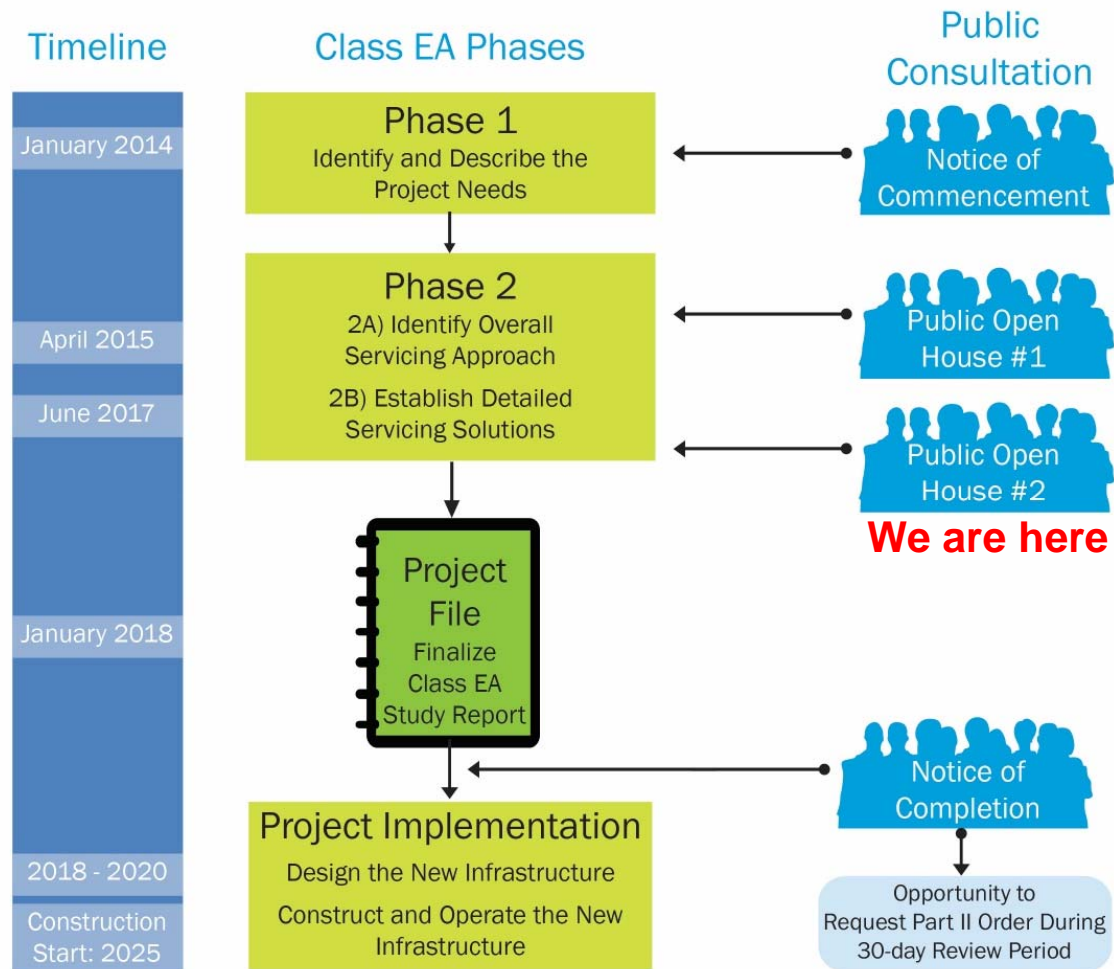 Timeline
January 2014
April 2015
June 2017
January 2018
2018 - 2020
Construction
Start: 2025
Class EA Phases
Phase 1
Identify and Describe the
Project Needs
Phase 2
2A) Identify Overall
Servicing Approach
2B) Establish Detailed
Servicing Solutions
Project
File
Finalize
Class EA
Study Report
Project Implementation
Design the New Infrastructure
Construct and Operate the New
Infrastructure
Public
Consultation
Notice of
Commencement
Public Open
House #1
Public Open
House #2
We are here
Notice of
Completion
Opportunity to
Request Part II Order During
30-day Review Period